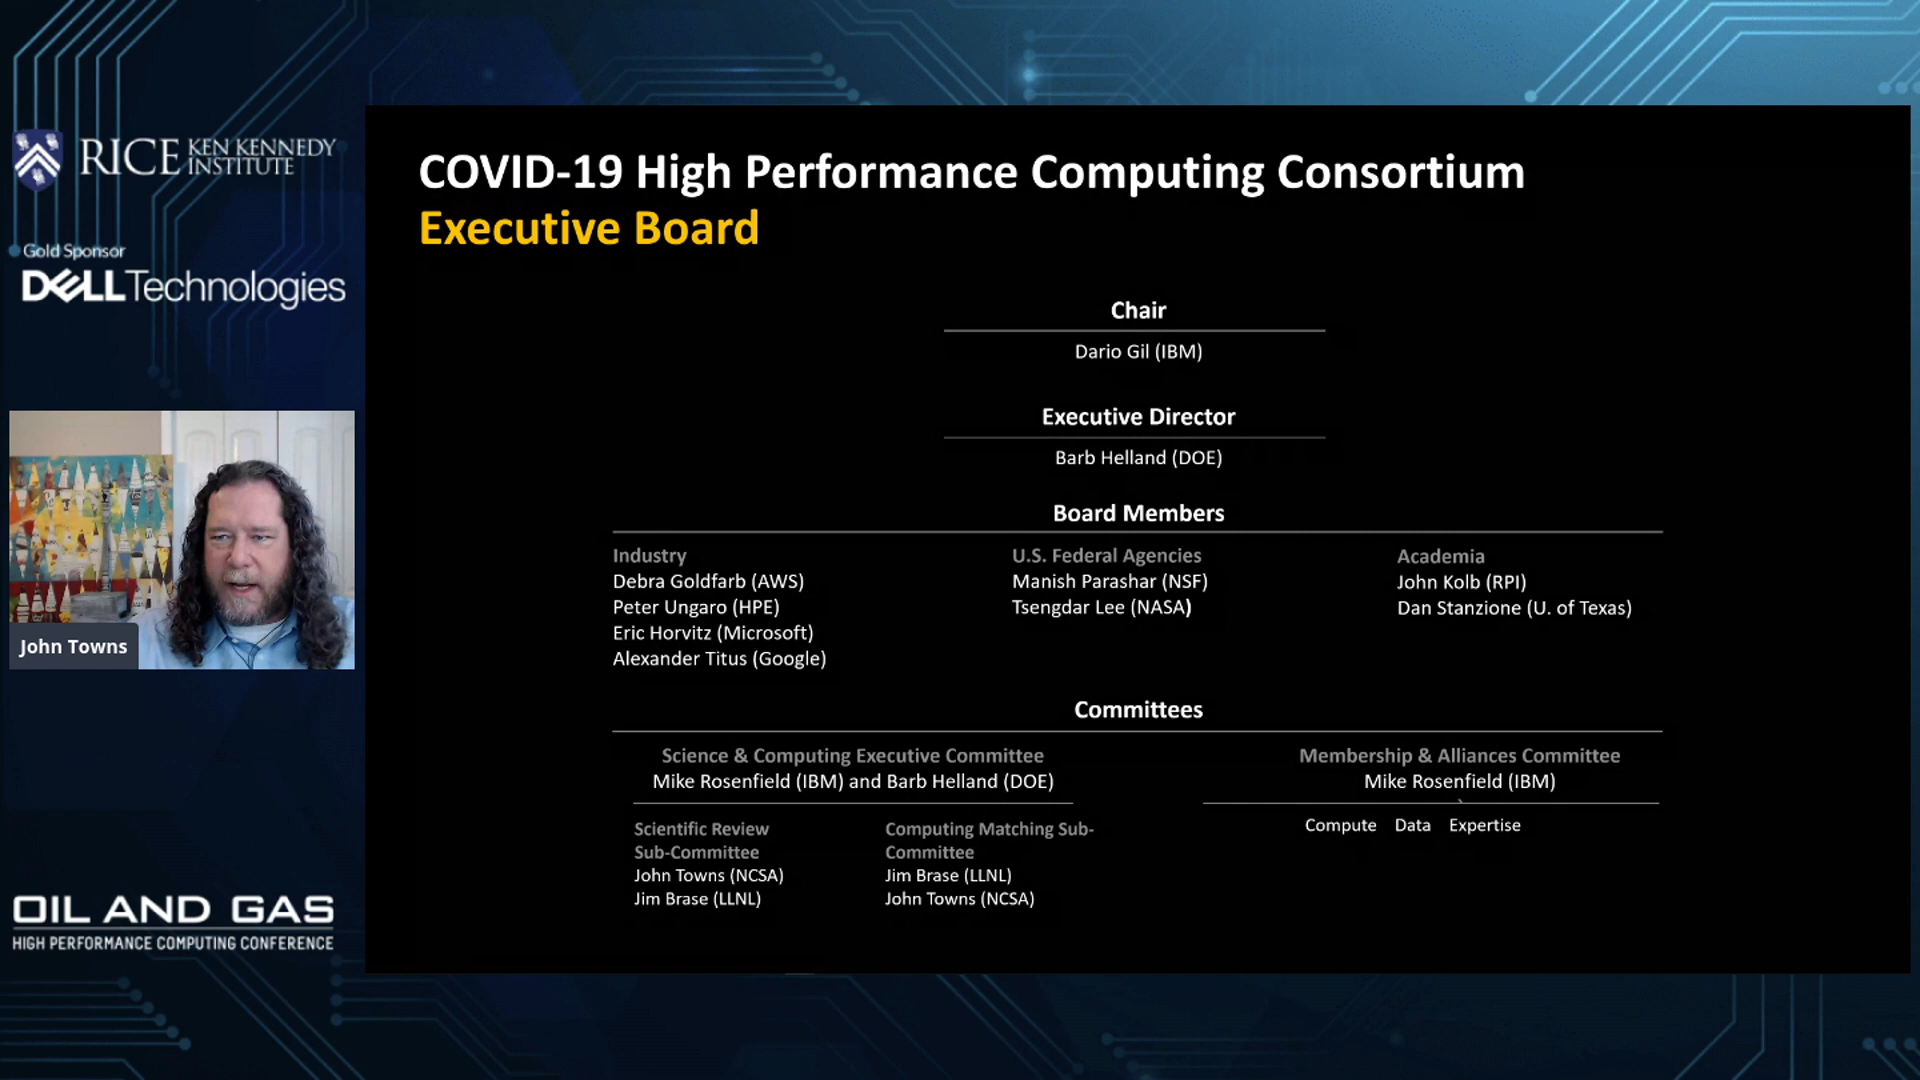 RICE KEN KENNEDY INSTITUTE
Gold Sponsor
DELL Technologies
John Towns
OIL AND GAS
HIGH PERFORMANCE COMPUTING CONFERENCE
COVID-19 High Performance Computing Consortium
Executive Board
Chair
Dario Gil (IBM)
Executive Director
Barb Helland (DOE)
Board Members
Industry
Debra Goldfarb (AWS)
Peter Ungaro (HPE)
Eric Horvitz (Microsoft)
Alexander Titus (Google)
U.S. Federal Agencies
Manish Parashar (NSF)
Tsengdar Lee (NASA)
Academia
John Kolb (RPI)
Dan Stanzione (U. of Texas)
Committees
Science & Computing Executive Committee
Mike Rosenfield (IBM) and Barb Helland (DOE)
Scientific Review
Sub-Committee
John Towns (NCSA)
Jim Brase (LLNL)
Computing Matching Sub-
Committee
Jim Brase (LLNL)
John Towns (NCSA)
Membership & Alliances Committee
Mike Rosenfield (IBM)
Compute Data Expertise